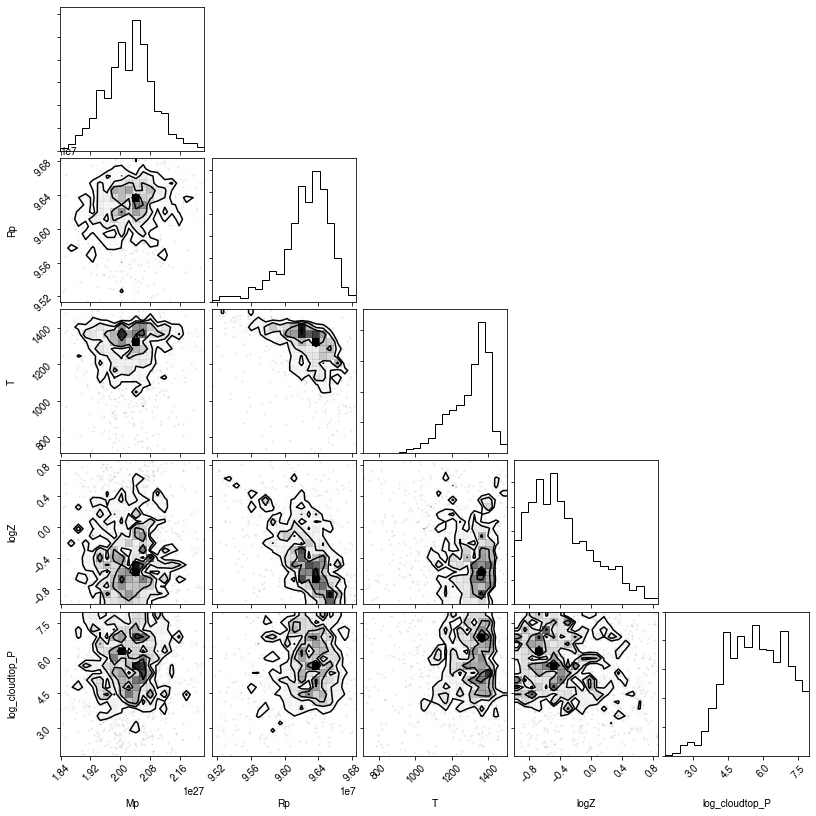 1e7
9.68
9.64
9.60
9.56
9.52
Rp
1400
1200
1000
800
T
0.8
0.4
0.0
−0.4
−0.8
logZ
7.5
6.0
4.5
3.0
log_cloudtop_P
1.84 1.92 2.00 2.08 2.16
1e27
Mp
9.52 9.56 9.60 9.64 9.68
1e7
Rp
800 1000 1200 1400
T
−0.8 −0.4 0.0 0.4 0.8
logZ
3.0 4.5 6.0 7.5
log_cloudtop_P